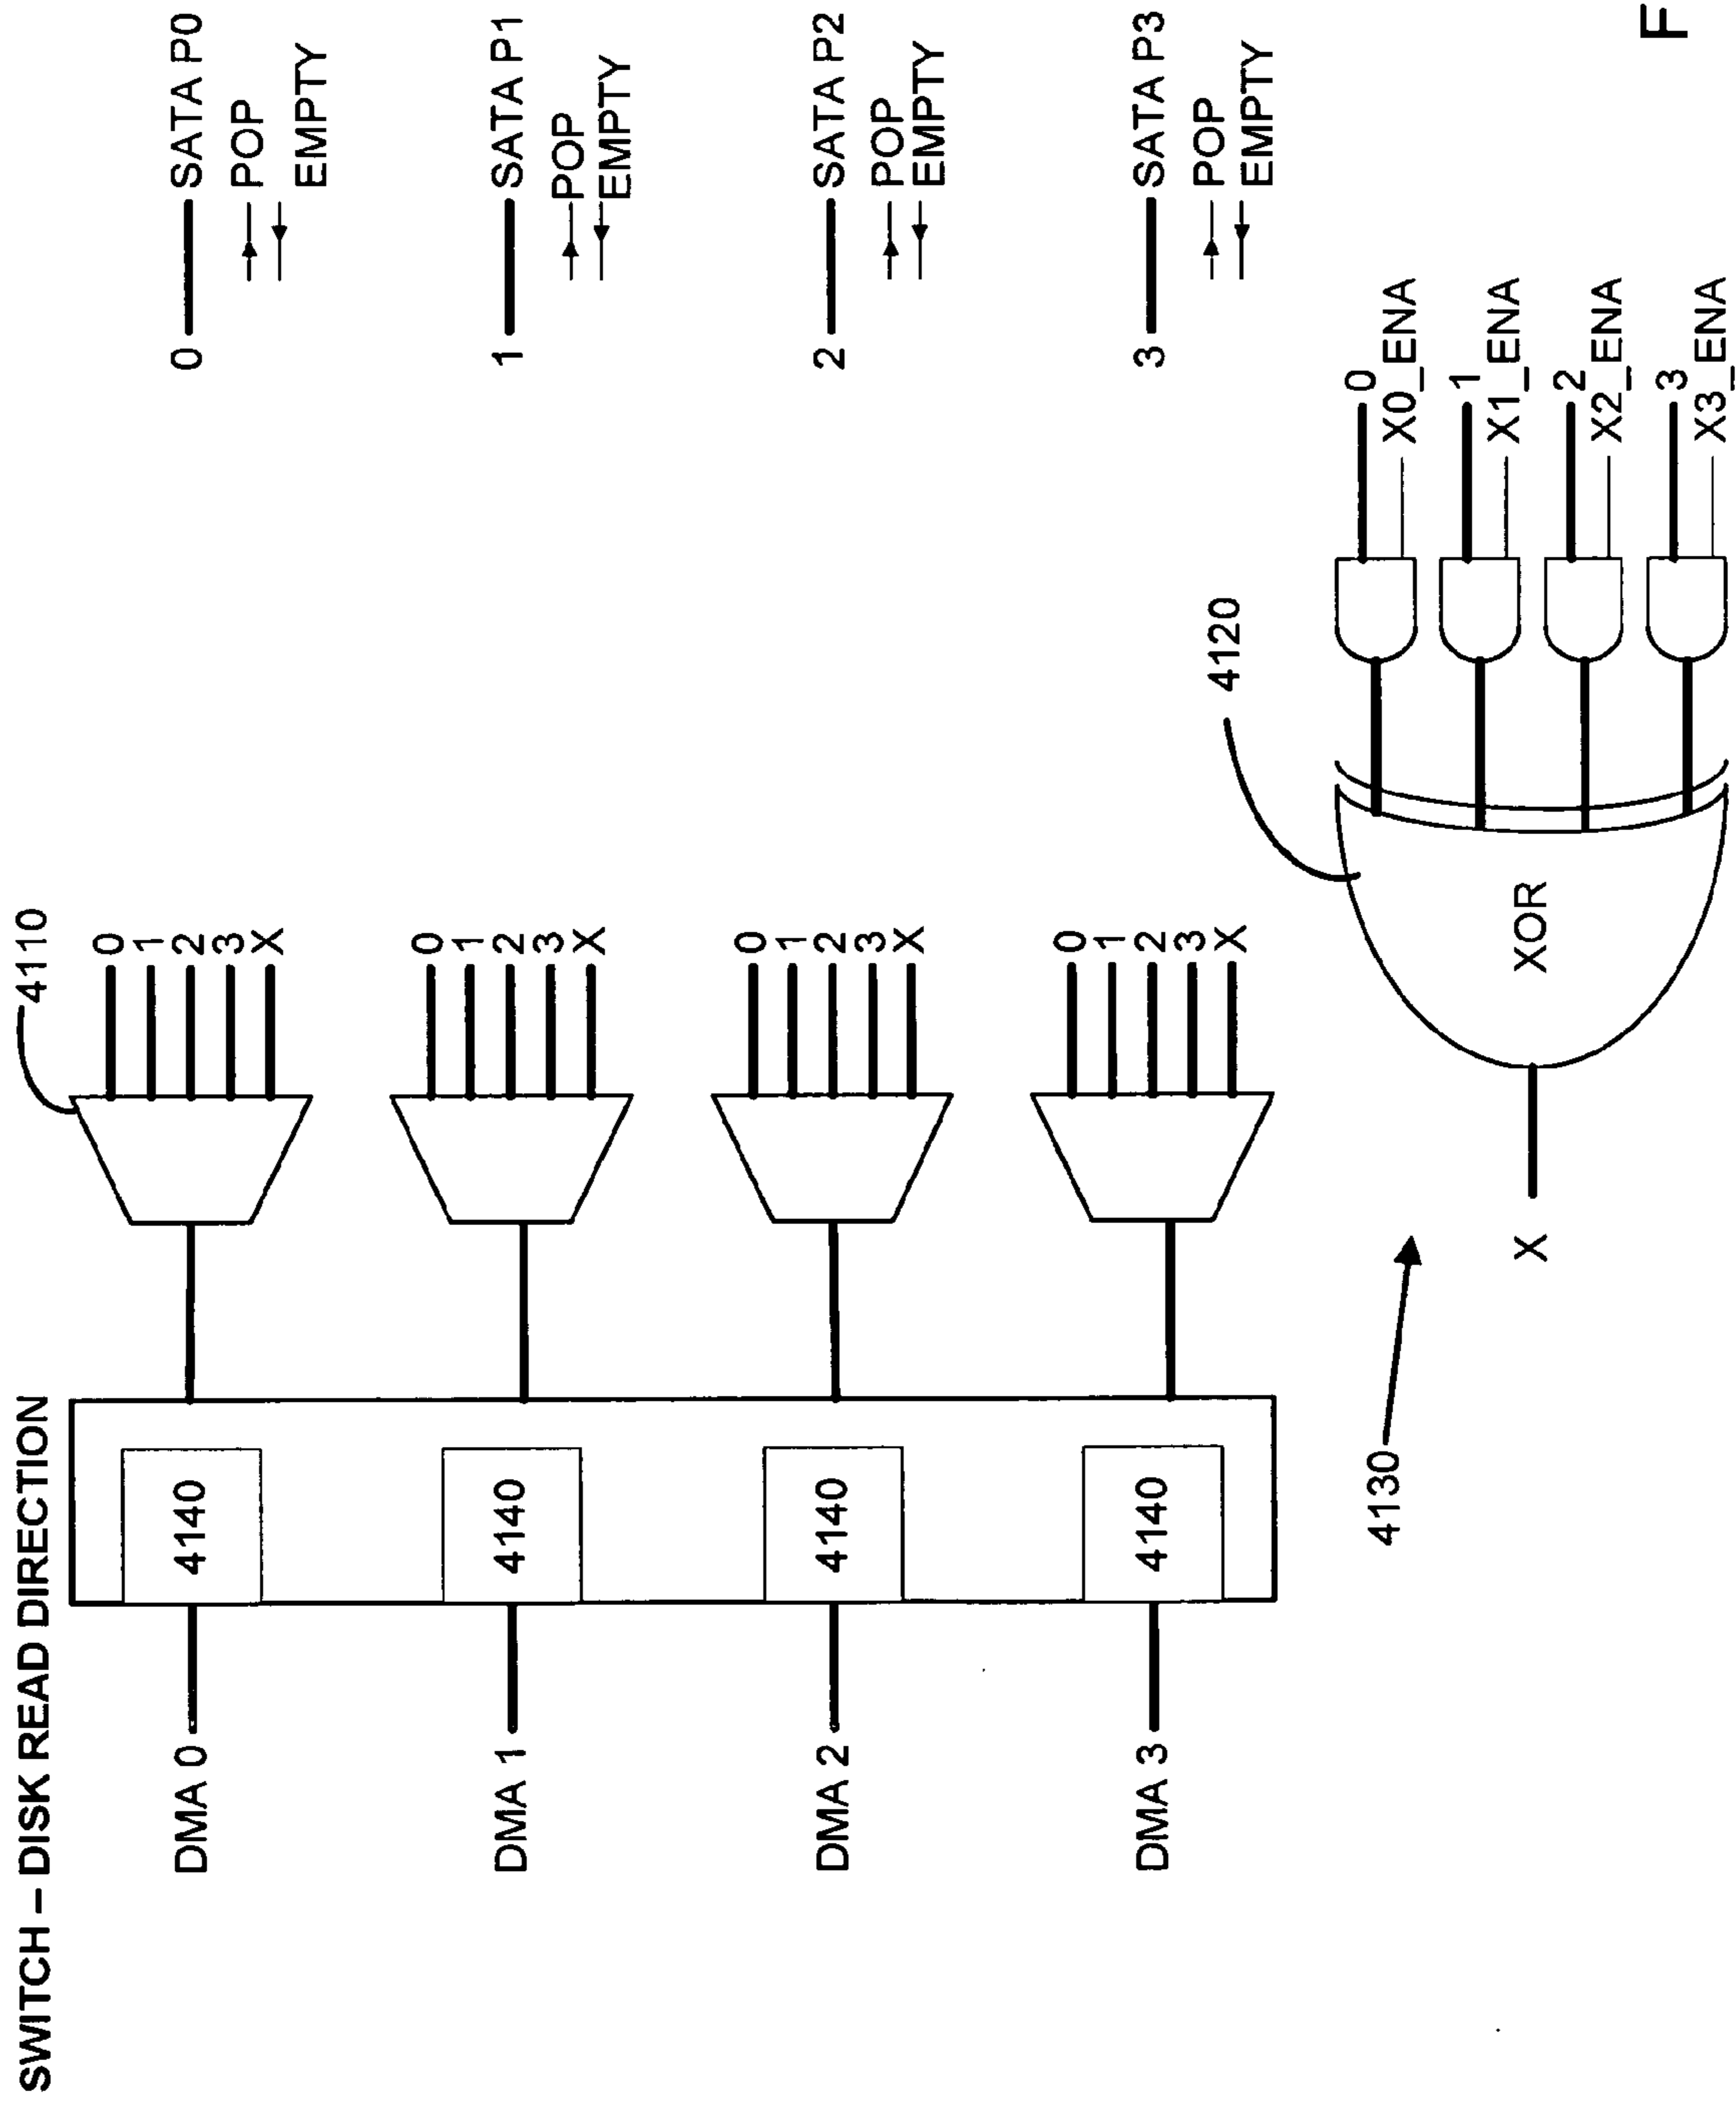 SWITCH – DISK READ DIRECTION
4110
DMA 0
4140
0
1
2
3
X
0
SATA P0
POP
EMPTY
DMA 1
4140
0
1
2
3
X
1
SATA P1
POP
EMPTY
DMA 2
4140
0
1
2
3
X
2
SATA P2
POP
EMPTY
DMA 3
4140
0
1
2
3
X
3
SATA P3
POP
EMPTY
4130
4120
X
XOR
0
X0_ENA
1
X1_ENA
2
X2_ENA
3
X3_ENA
F